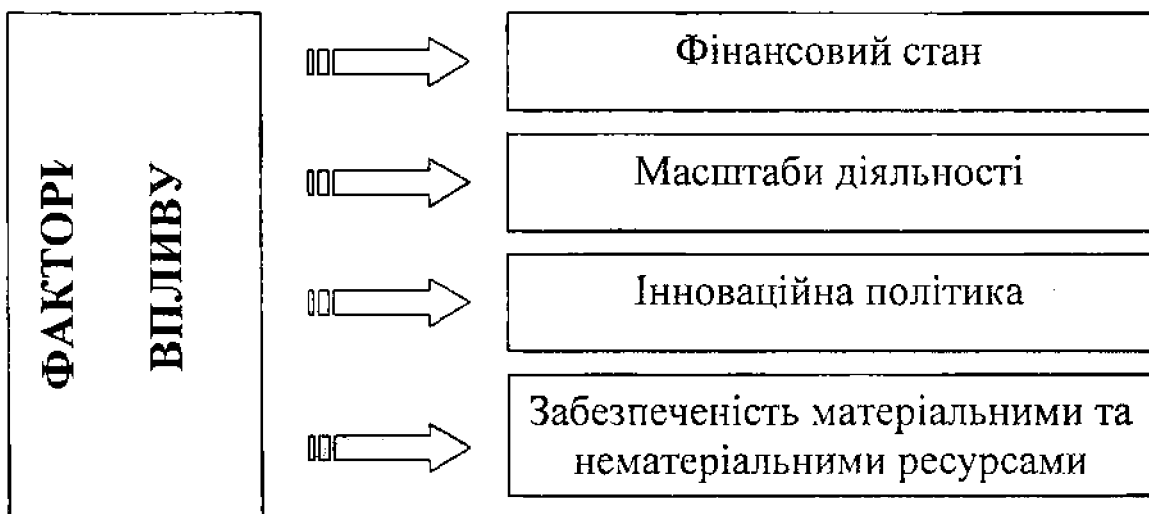 ФАКТОРИ
ВПЛИВУ
Фінансовий стан
Масштаби діяльності
Інноваційна політика
Забезпеченість матеріальними та
нематеріальними ресурсами